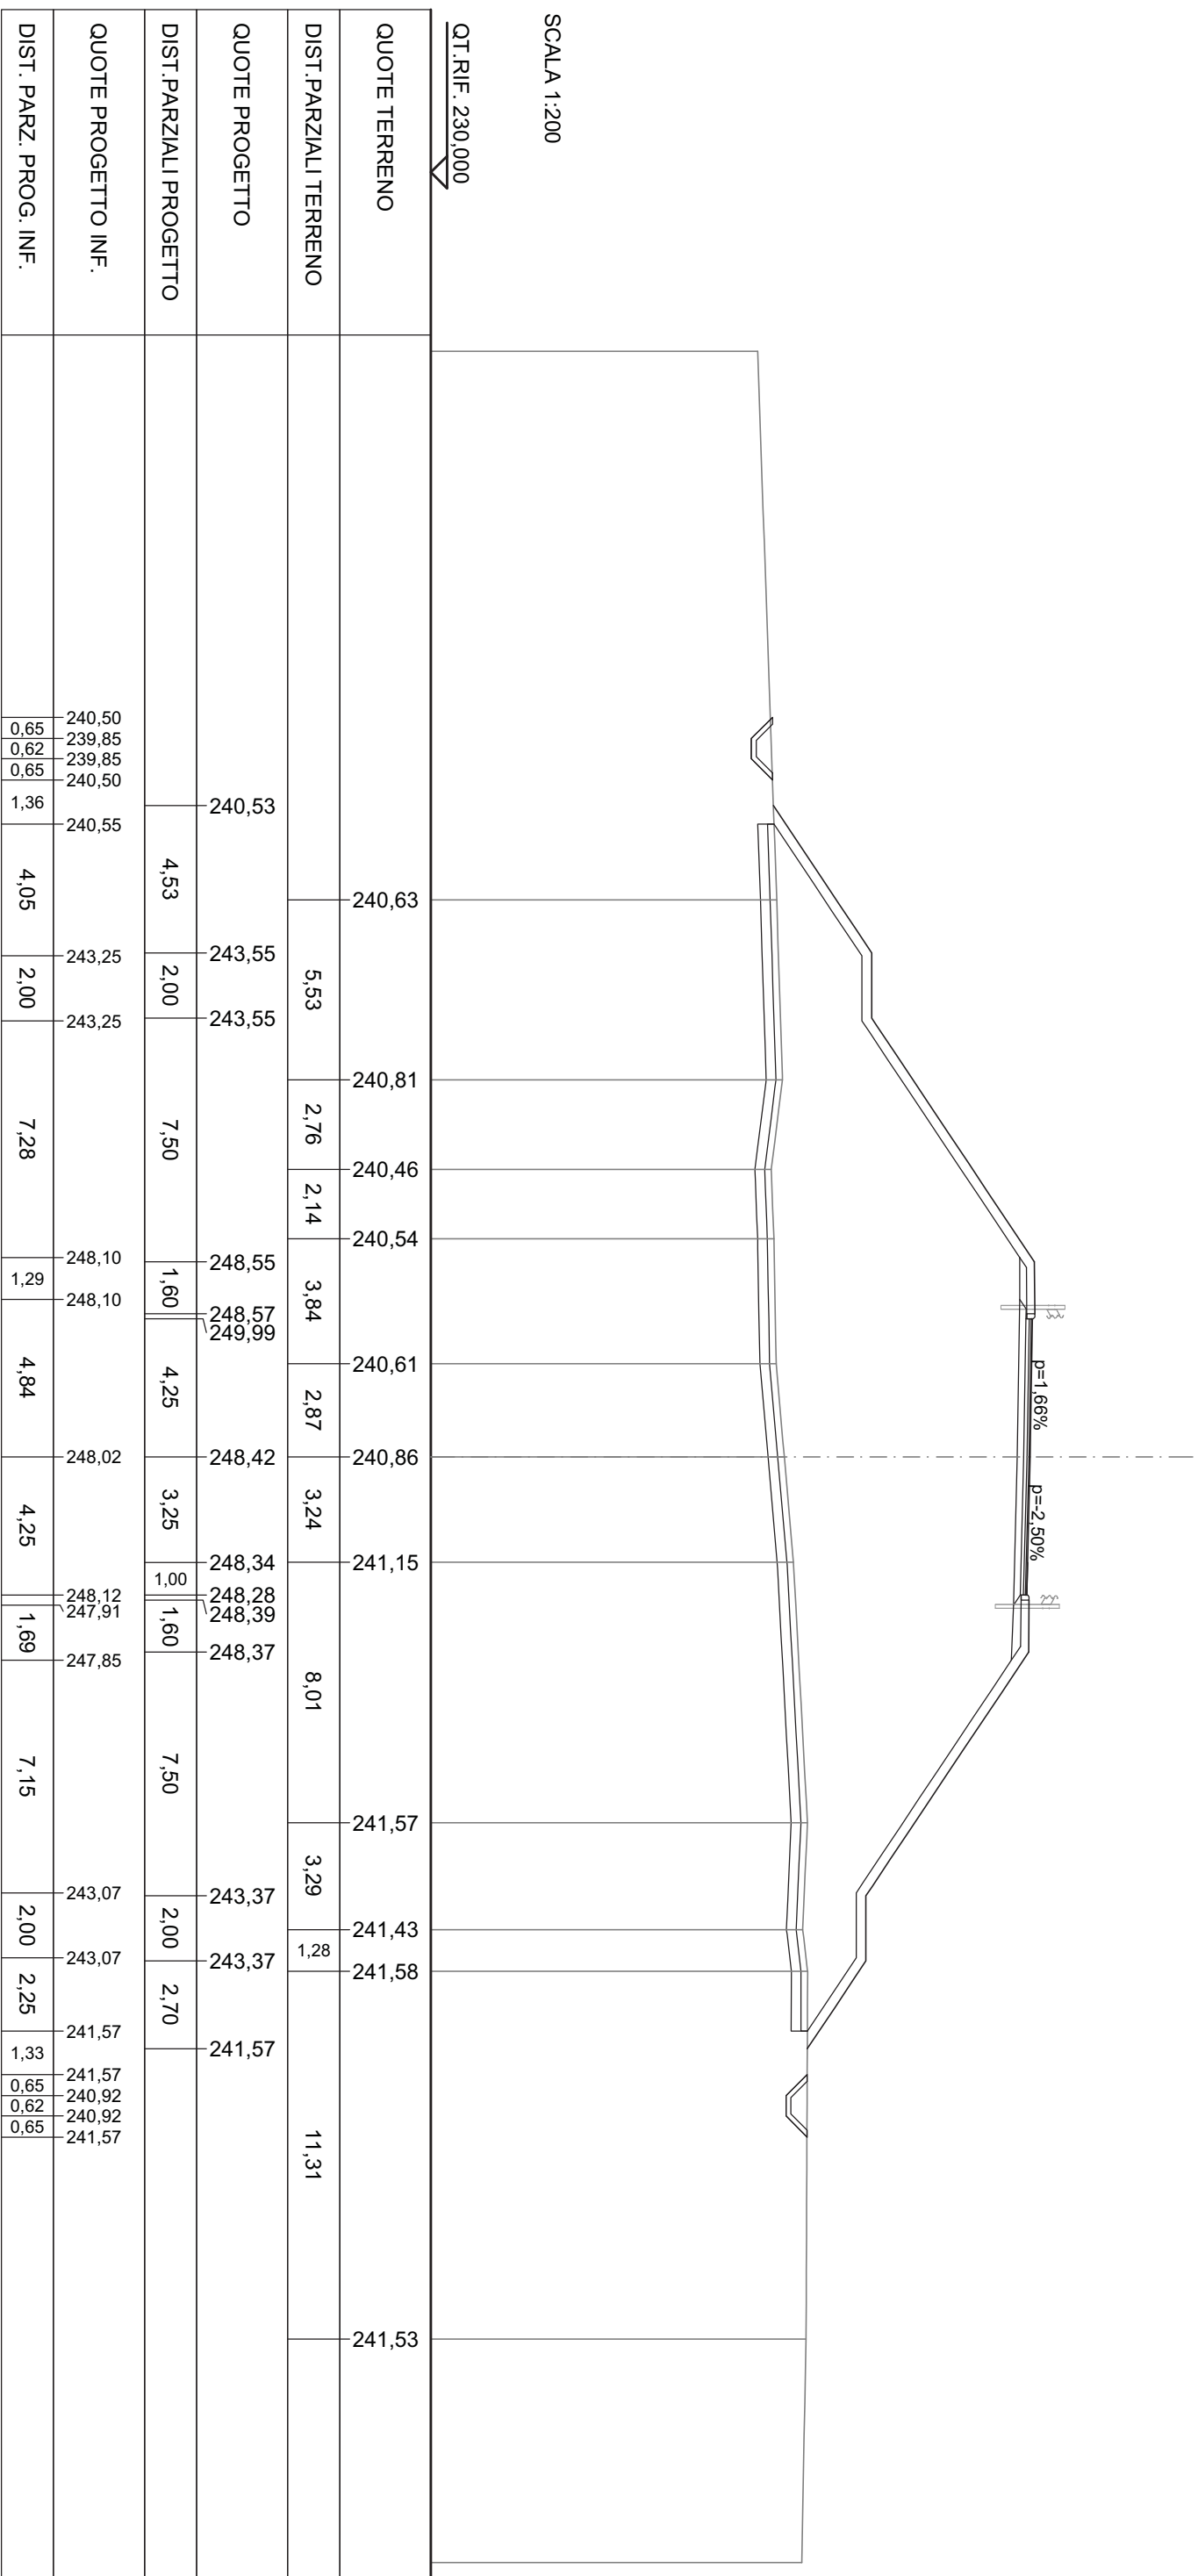 SCALA 1:200
p=1,66%
p=-2,50%
QT.RIF. 230,000
QUOTE TERRENO
240,63 240,81 240,46 240,54 240,61 240,86 241,15 241,57 241,43 241,58 241,53
DIST.PARZIALI TERRENO
5,53 2,76 2,14 3,84 2,87 3,24 8,01 3,29 1,28 11,31
QUOTE PROGETTO
240,53 243,55 243,55 248,55 248,57 249,99 248,42 248,34 248,28 248,39 248,37 243,37 243,37 241,57
DIST.PARZIALI PROGETTO
4,53 2,00 7,50 1,60 4,25 3,25 1,00 1,60 7,50 2,00 2,70
QUOTE PROGETTO INF.
240,50 239,85 239,85 240,50 240,55 243,25 243,25 248,10 248,10 248,02 248,12 247,91 247,85 243,07 243,07 241,57 241,57 240,92 240,92 241,57
DIST. PARZ. PROG. INF.
0,65 0,62 0,65 1,36 4,05 2,00 7,28 1,29 4,84 4,25 1,69 7,15 2,00 2,25 1,33 0,65 0,62 0,65